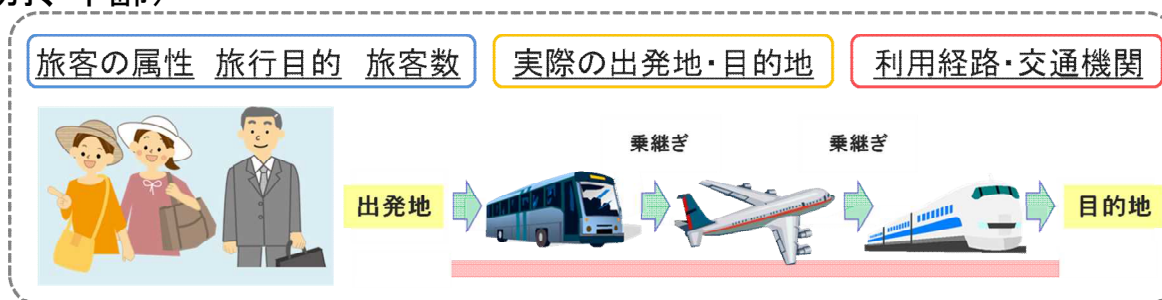 旅客の属性 旅行目的 旅客数
実際の出発地・目的地
利用経路・交通機関
乗継ぎ
乗継ぎ
出発地
目的地